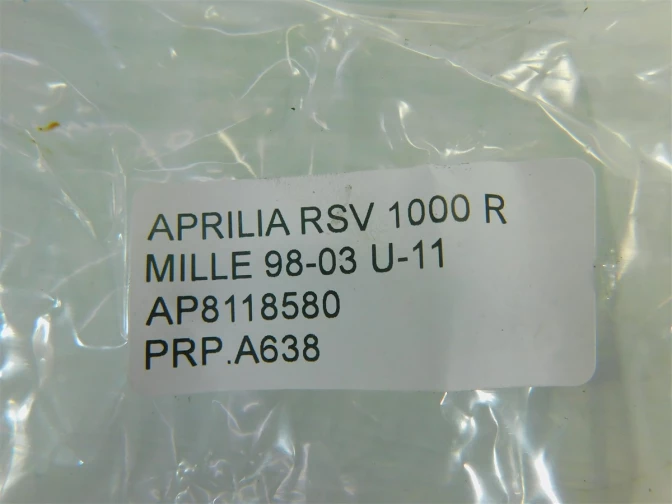 APRILIA RSV 1000 R
MILLE 98-03 U-11
AP8118580
PRP.A638